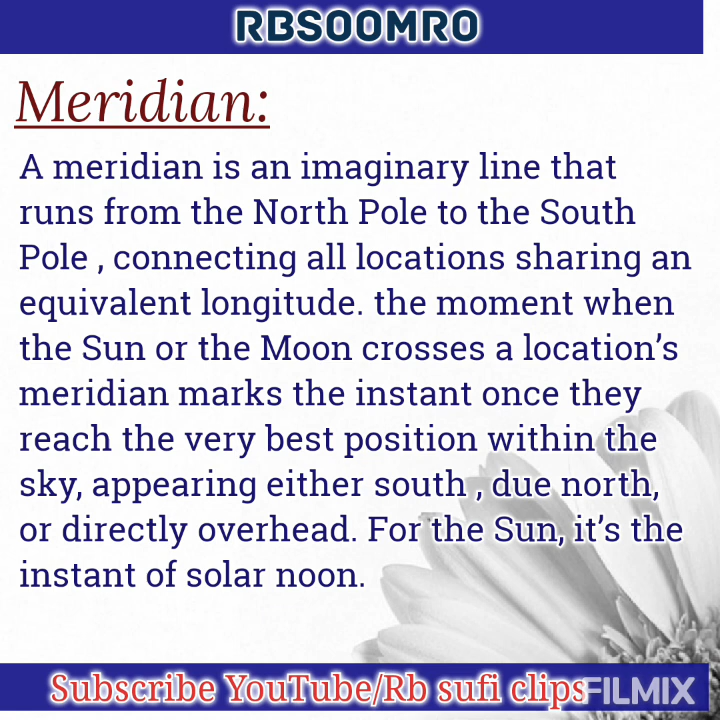 RBSOOMRO
Meridian:
A meridian is an imaginary line that
runs from the North Pole to the South
Pole , connecting all locations sharing an
equivalent longitude. the moment when
the Sun or the Moon crosses a location's
meridian marks the instant once they
reach the very best position within the
sky, appearing either south , due north,
or directly overhead. For the Sun, it's the
instant of solar noon.
Subscribe YouTube/Rb sufi clips FILMIX